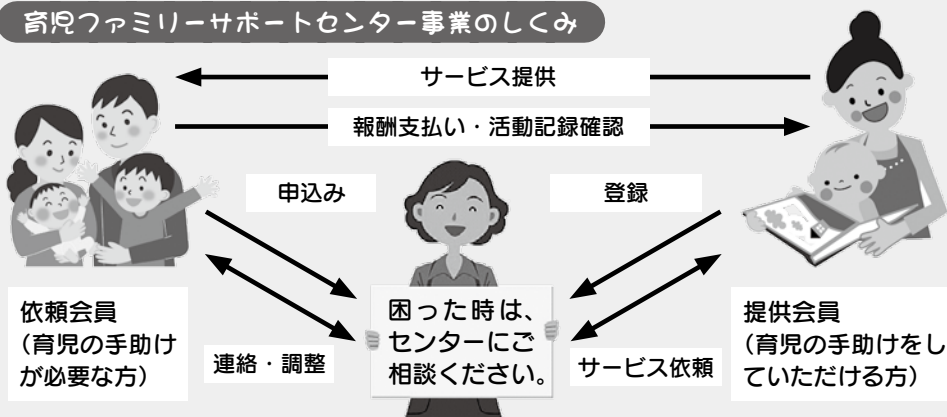 育児ファミリーサポートセンター事業のしくみ
サービス提供
報酬支払い・活動記録確認
申込み
登録
依頼会員
（育児の手助け
が必要な方）
連絡・調整
困った時は、
センターにご
相談ください。
サービス依頼
提供会員
（育児の手助けをし
ていただける方）